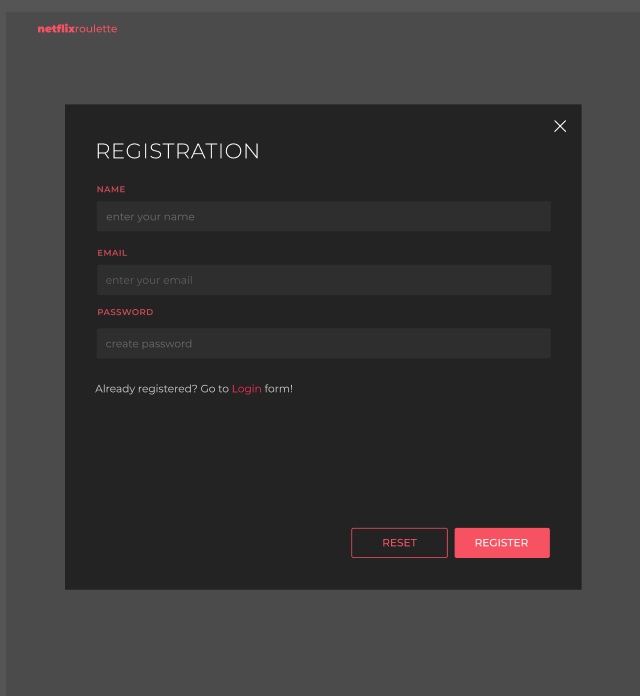 netflixroulette
REGISTRATION
NAME
enter your name
EMAIL
enter your email
PASSWORD
create password
Already registered? Go to Login form!
RESET
REGISTER